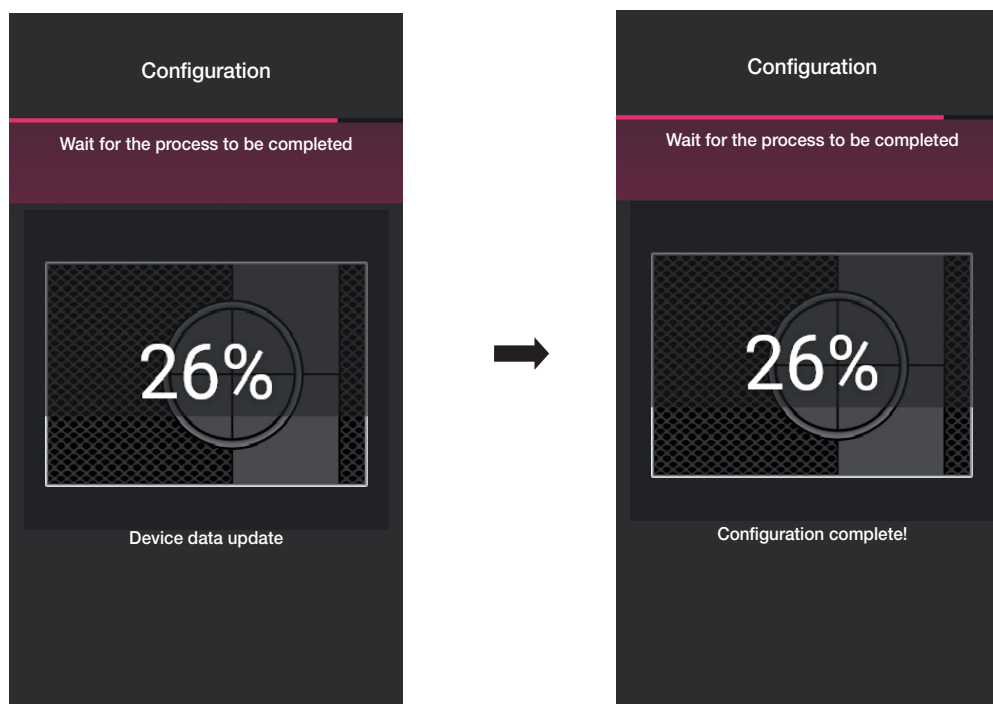 Configuration
Wait for the process to be completed
26%
Device data update
Configuration
Wait for the process to be completed
26%
Configuration complete!